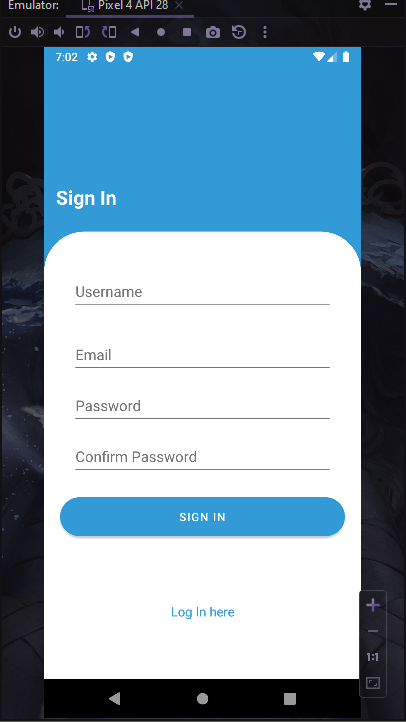 Emulator: Pixel 4 API 28
7:02
Sign In
Username
Email
Password
Confirm Password
SIGN IN
Log In here
1:1